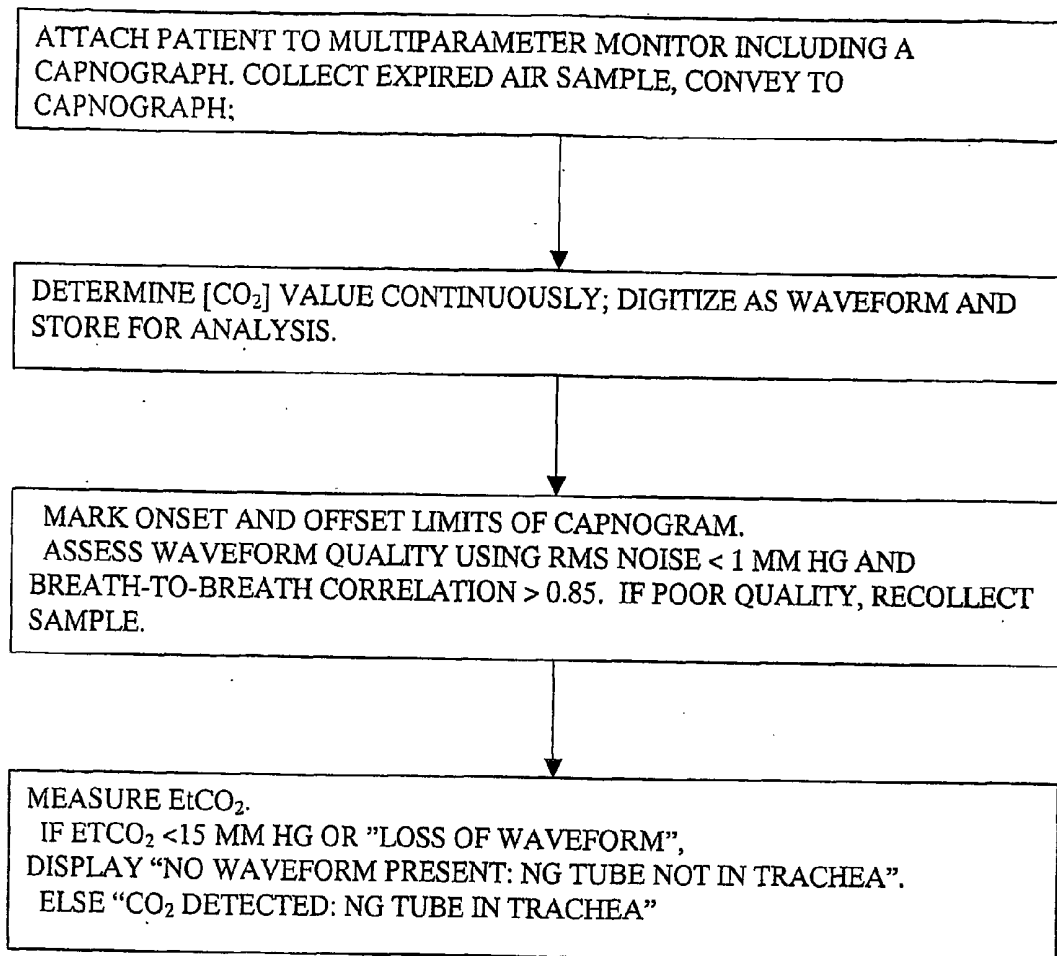 ATTACH PATIENT TO MULTIPARAMETER MONITOR INCLUDING A
CAPNOGRAPH. COLLECT EXPIRED AIR SAMPLE, CONVEY TO
CAPNOGRAPH;
DETERMINE [CO₂] VALUE CONTINUOUSLY; DIGITIZE AS WAVEFORM AND
STORE FOR ANALYSIS.
MARK ONSET AND OFFSET LIMITS OF CAPNOGRAM.
ASSESS WAVEFORM QUALITY USING RMS NOISE < 1 MM HG AND
BREATH-TO-BREATH CORRELATION > 0.85. IF POOR QUALITY, RECOLLECT
SAMPLE.
MEASURE EtCO₂.
IF ETCO₂ <15 MM HG OR "LOSS OF WAVEFORM",
DISPLAY “NO WAVEFORM PRESENT: NG TUBE NOT IN TRACHEA”.
ELSE “CO₂ DETECTED: NG TUBE IN TRACHEA”